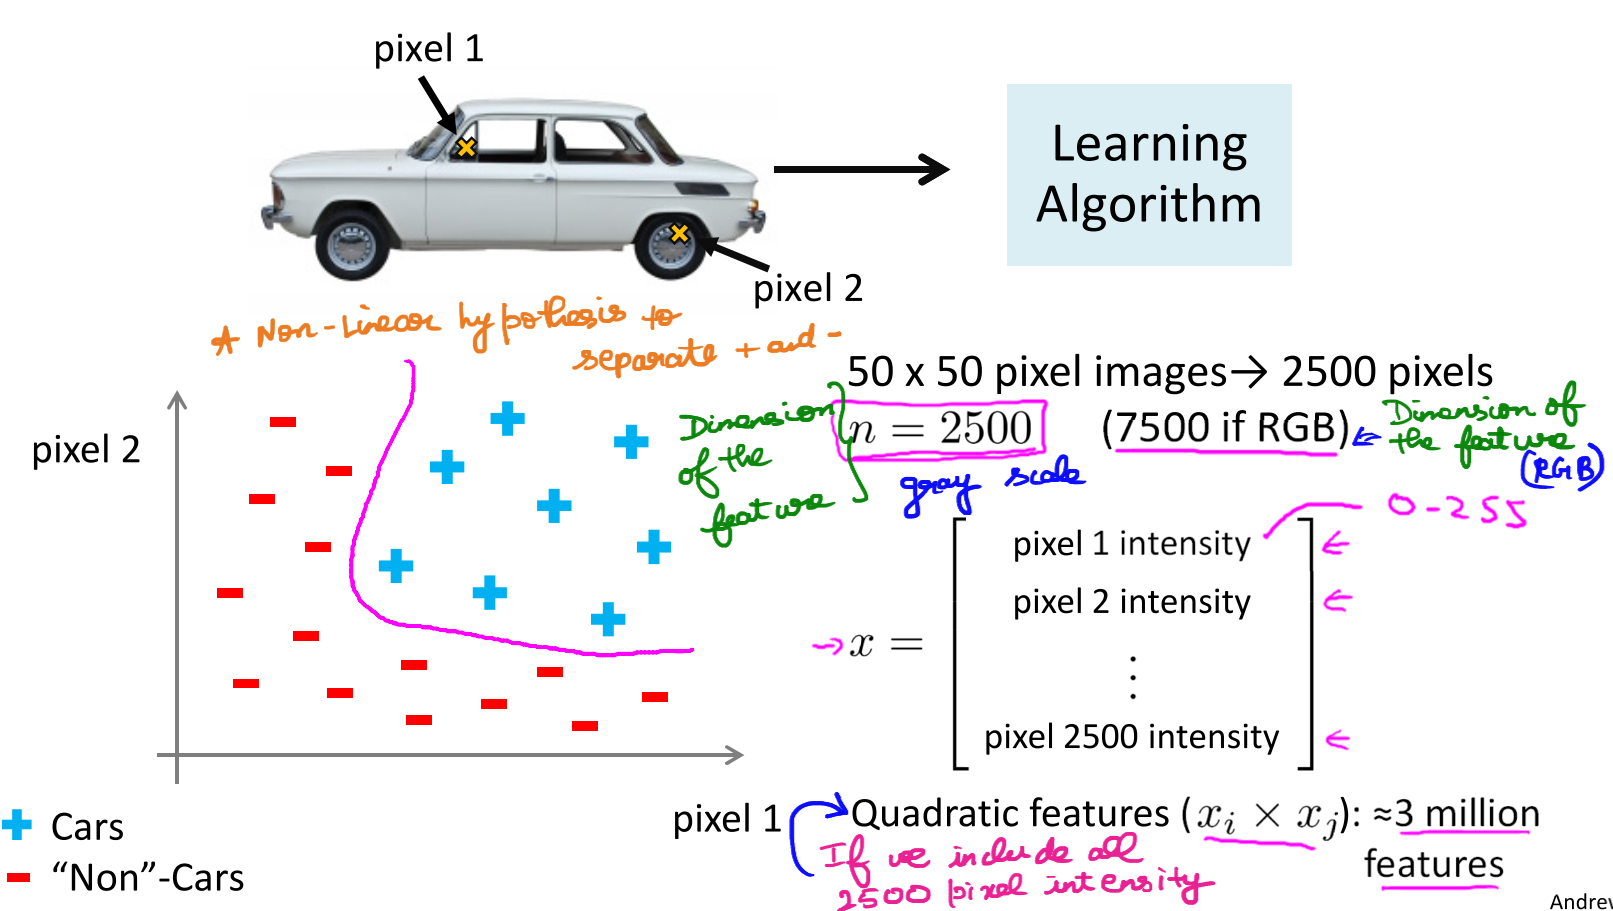 pixel 1
Learning
Algorithm
pixel 2
A Non-Linear hypothesis to
separate + and -
50 x 50 pixel images→ 2500 pixels
n = 2500
(7500 if RGB)
Dimension
of the
feature
Dimension of
the feature
(RGB)
gray scale
0-255
pixel 2
x =
pixel 1 intensity
pixel 2 intensity
⋮
pixel 2500 intensity
pixel 1
Quadratic features (xᵢ × xⱼ): ≈3 million
features
If we include all
2500 pixel intensity
Cars
“Non”-Cars
Andrew